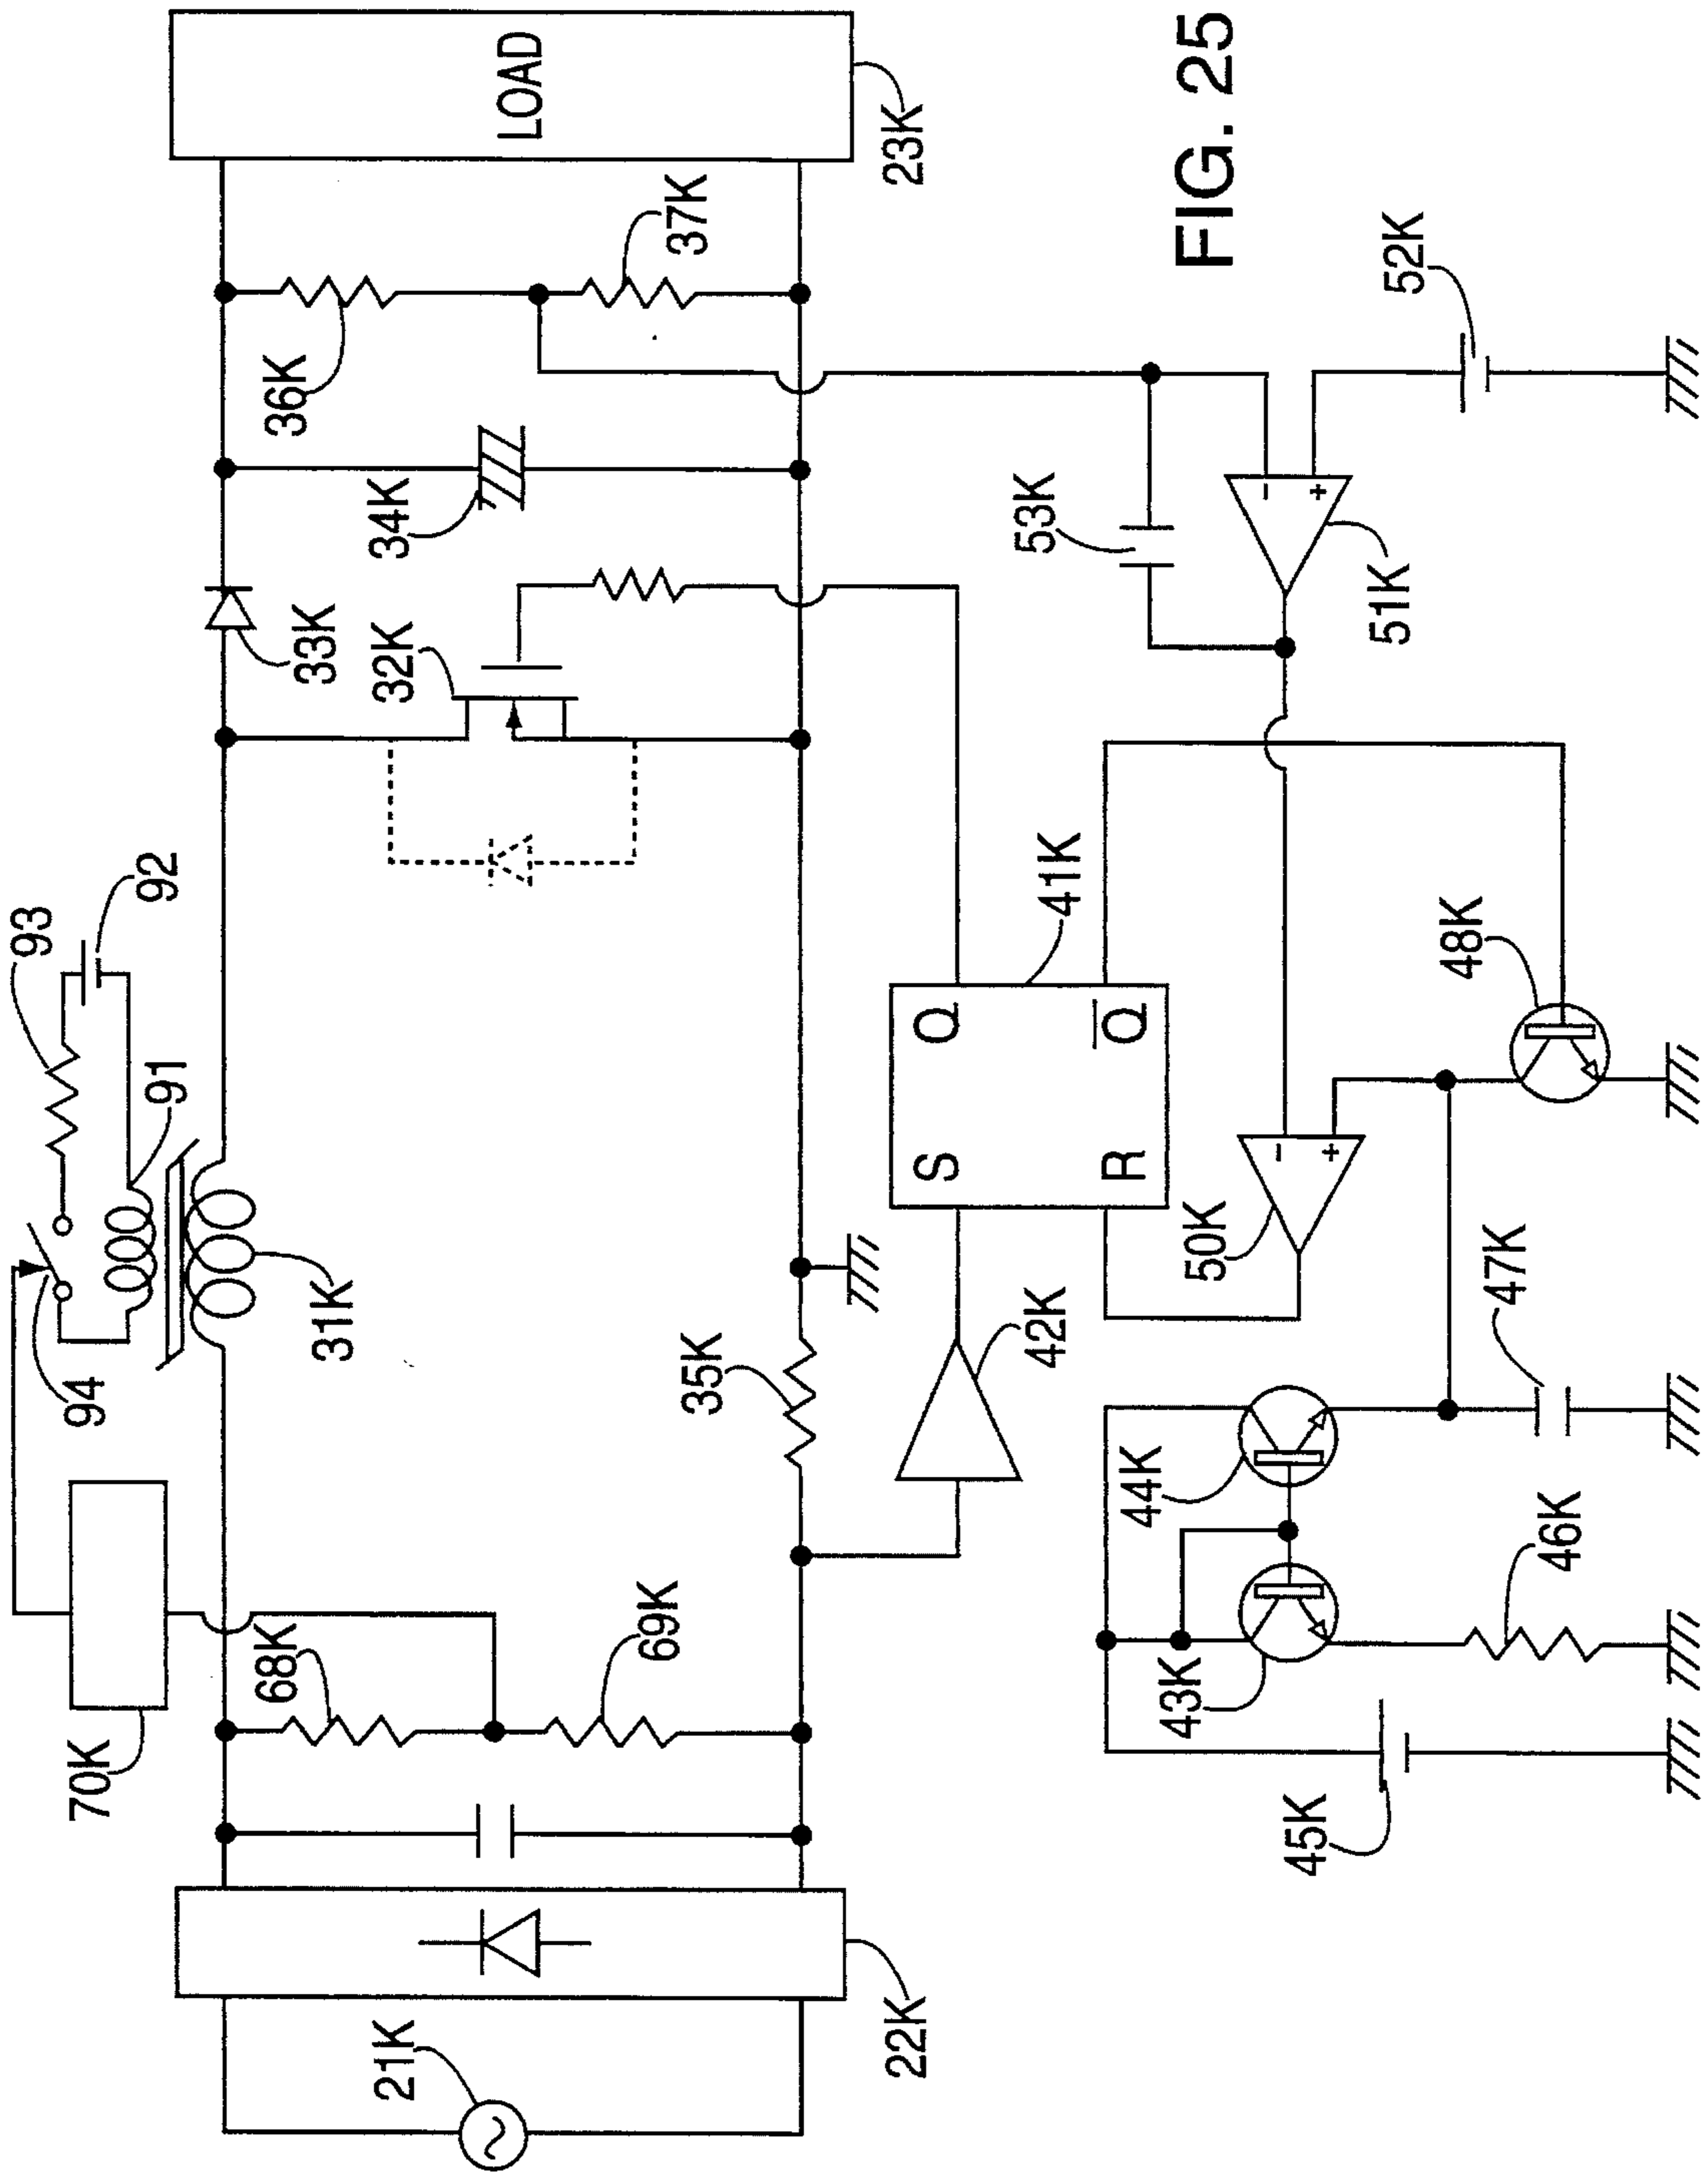 93
92
94
91
31K
70K
68K
69K
21K
22K
35K
33K
32K
34K
36K
37K
LOAD
23K
42K
S
Q
R
Q̅
41K
53K
-
+
51K
52K
50K
-
+
48K
47K
44K
43K
46K
45K
FIG. 25